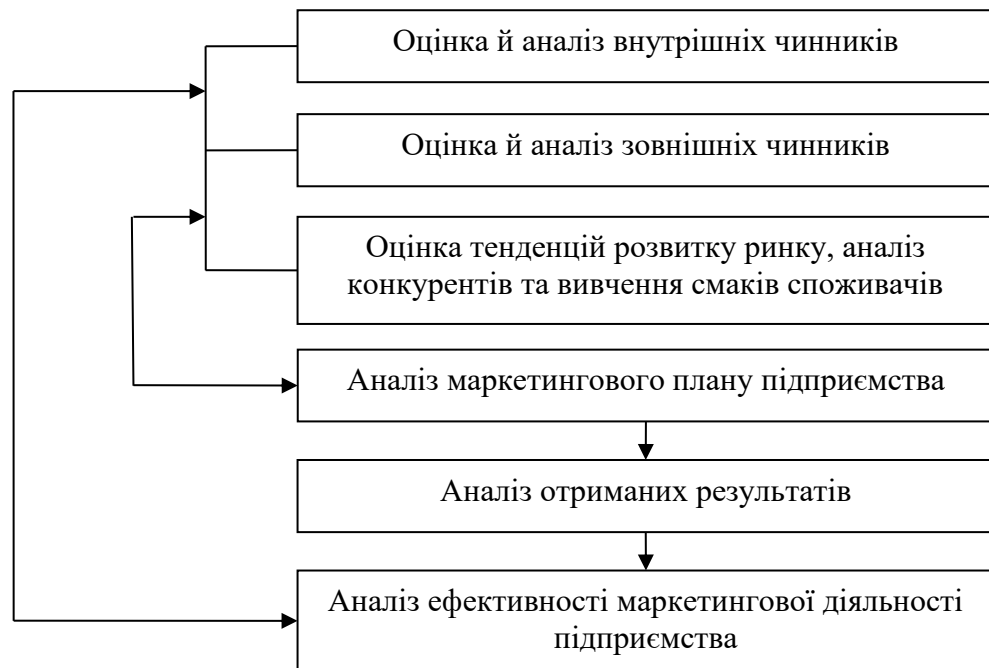 Оцінка й аналіз внутрішніх чинників
Оцінка й аналіз зовнішніх чинників
Оцінка тенденцій розвитку ринку, аналіз
конкурентів та вивчення смаків споживачів
Аналіз маркетингового плану підприємства
Аналіз отриманих результатів
Аналіз ефективності маркетингової діяльності
підприємства